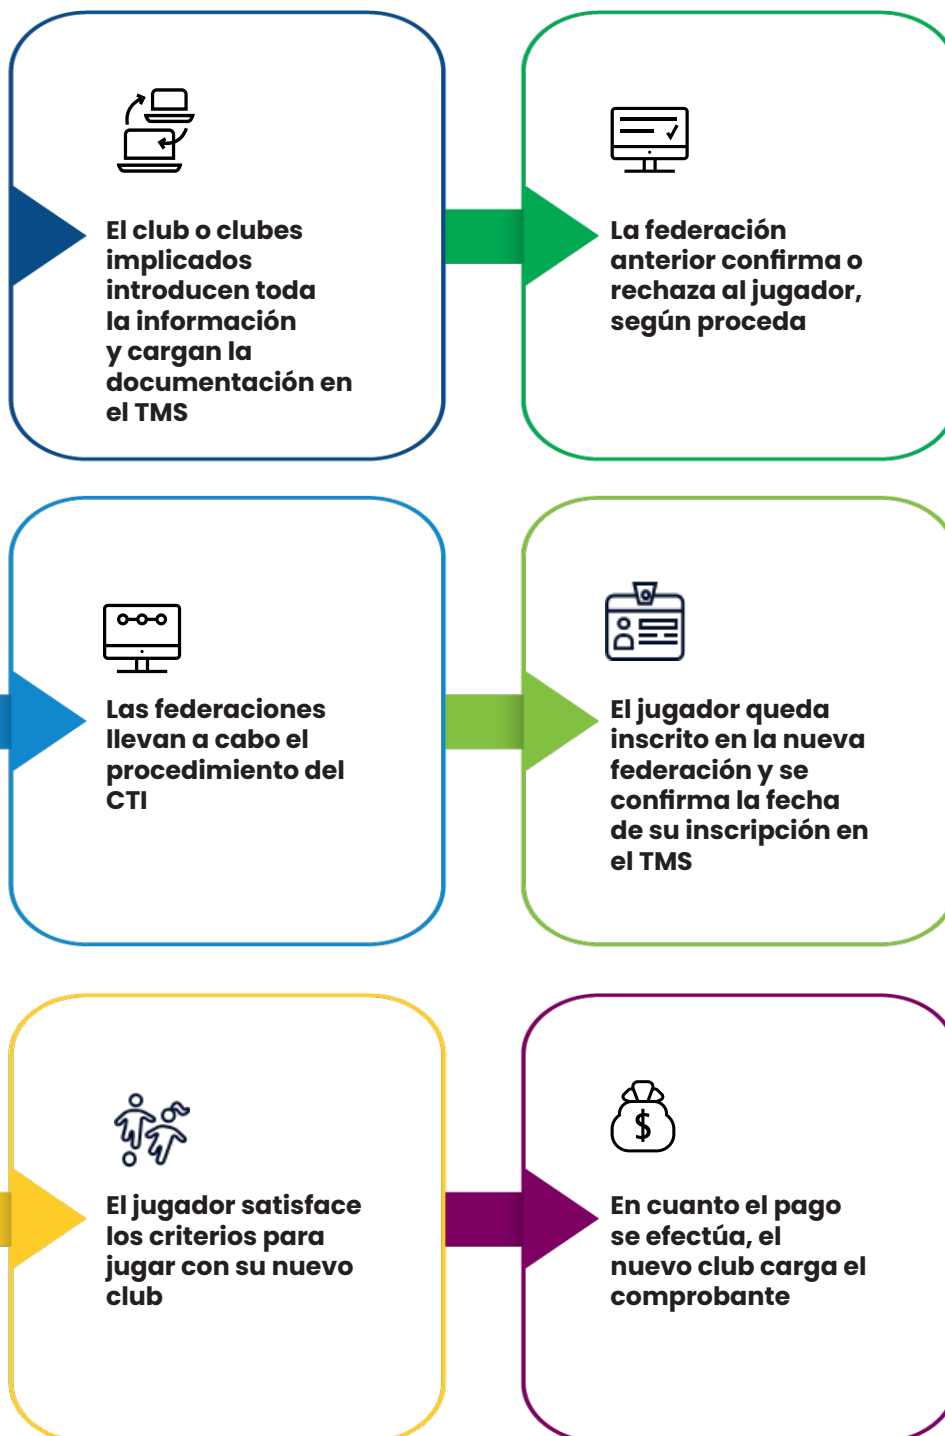 El club o clubes
implicados
introducen toda
la información
y cargan la
documentación en
el TMS
La federación
anterior confirma o
rechaza al jugador,
según proceda
Las federaciones
llevan a cabo el
procedimiento del
CTI
El jugador queda
inscrito en la nueva
federación y se
confirma la fecha
de su inscripción en
el TMS
El jugador satisface
los criterios para
jugar con su nuevo
club
$
En cuanto el pago
se efectúa, el
nuevo club carga el
comprobante